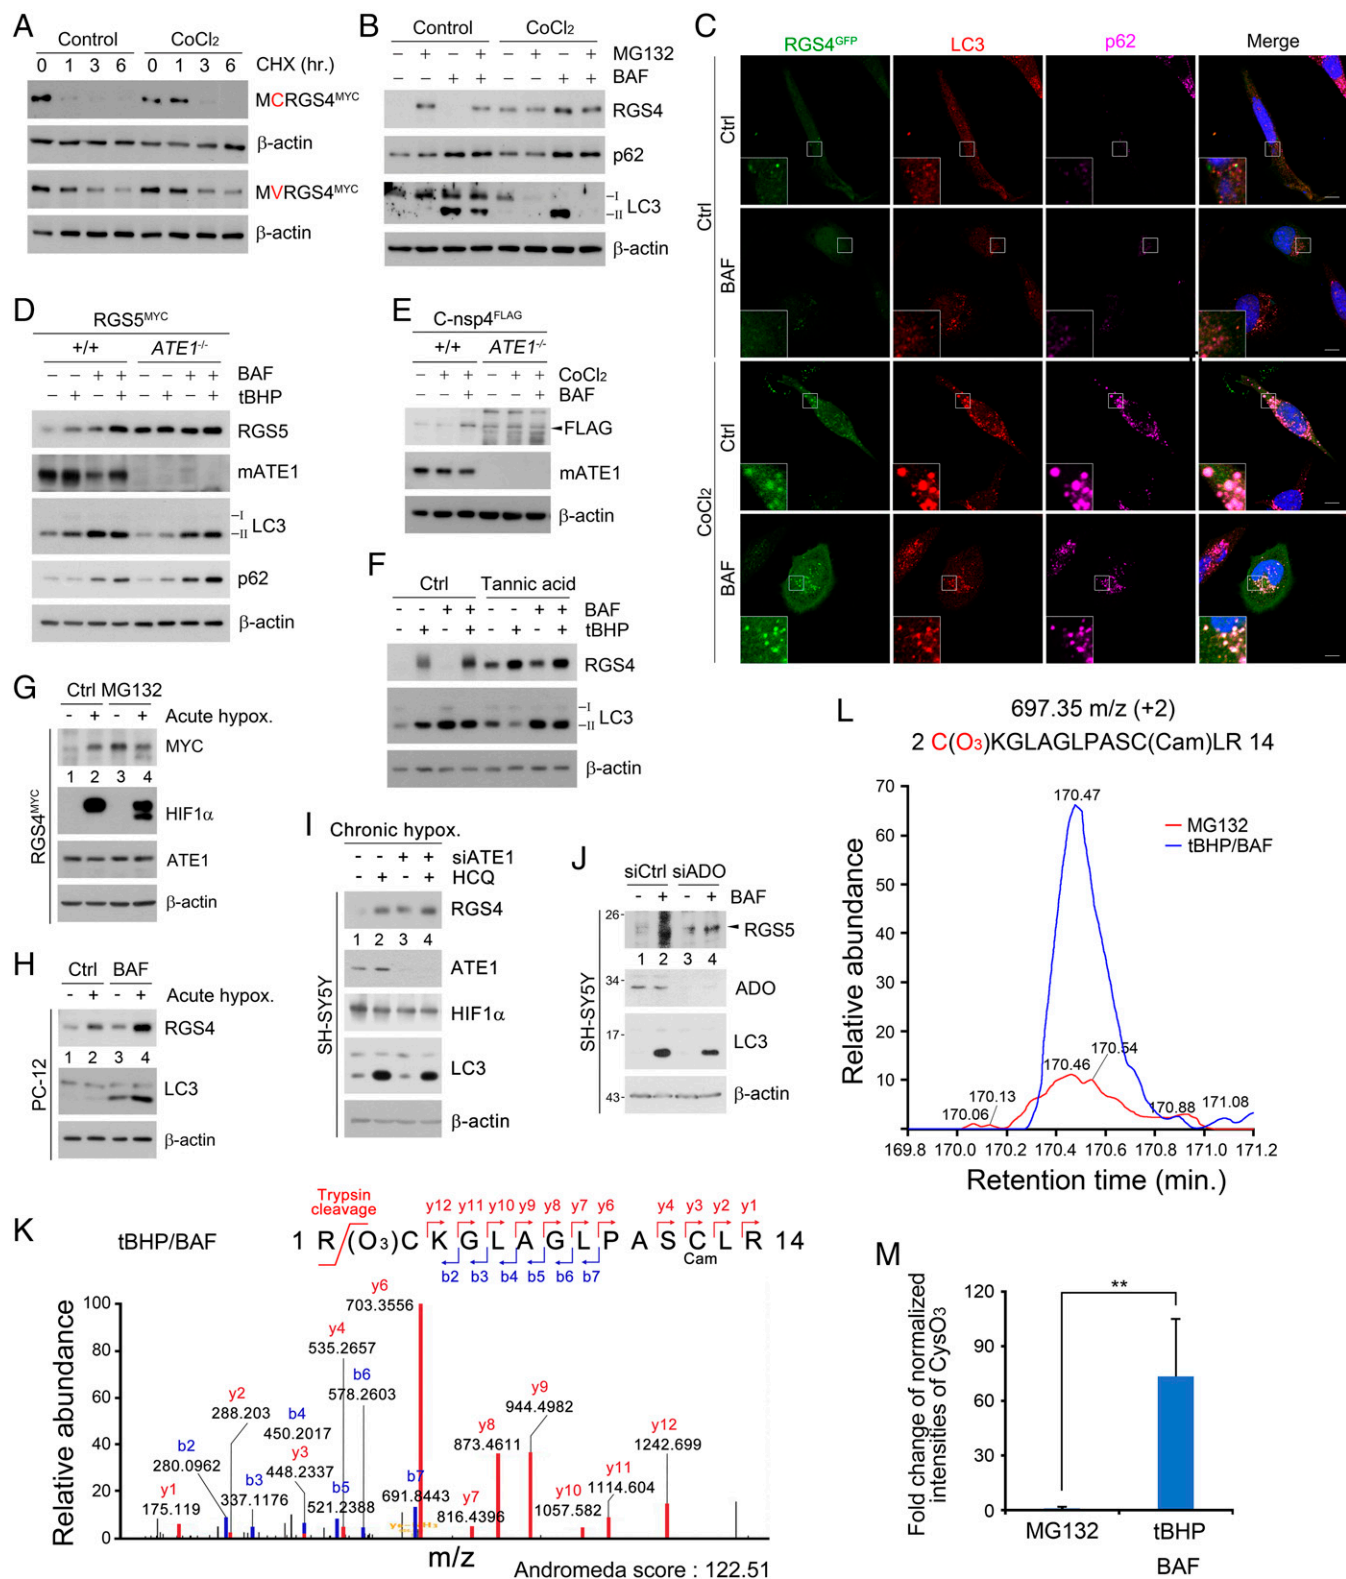 A
Control CoCl2
0 1 3 6 0 1 3 6 CHX (hr.)
MCRGS4MYC
β-actin
MVRGS4MYC
β-actin
B
Control CoCl2
- + - + - + - + MG132
- - + + - - + + BAF
RGS4
p62
-I
-II LC3
β-actin
C
RGS4GFP LC3 p62 Merge
Ctrl
Ctrl
BAF
CoCl2
Ctrl
BAF
D
RGS5MYC
+/+ ATE1-/-
- - + + - - + + BAF
- + - + - + - + tBHP
RGS5
mATE1
-I
-II LC3
p62
β-actin
E
C-nsp4FLAG
+/+ ATE1-/-
- + + - + + CoCl2
- - + - - + BAF
FLAG
mATE1
β-actin
F
Ctrl Tannic acid
- - + + - - + + BAF
- + - + - + - + tBHP
RGS4
-I
-II LC3
β-actin
G
Ctrl MG132
- + - + Acute hypox.
MYC
1 2 3 4
HIF1α
ATE1
β-actin
RGS4MYC
H
Ctrl BAF
- + - + Acute hypox.
RGS4
1 2 3 4
LC3
β-actin
PC-12
I
Chronic hypox.
- - + + siATE1
- + - + HCQ
RGS4
1 2 3 4
ATE1
HIF1α
LC3
β-actin
SH-SY5Y
J
siCtrl siADO
- + - + BAF
26-
RGS5
1 2 3 4
34-
ADO
17-
LC3
43-
β-actin
SH-SY5Y
L
697.35 m/z (+2)
2 C(O3)KGLAGLPASC(Cam)LR 14
Relative abundance
70
60
50
40
30
20
10
0
170.47
MG132
tBHP/BAF
170.54
170.46
170.13
170.06
170.88
171.08
169.8 170.0 170.2 170.4 170.6 170.8 171.0 171.2
Retention time (min.)
K
tBHP/BAF
Trypsin
cleavage
y12 y11 y10 y9 y8 y7 y6 y4 y3 y2 y1
1 R (O3)C K G L A G L P A S C L R 14
Cam
b2 b3 b4 b5 b6 b7
Relative abundance
100
80
60
40
20
0
y6
703.3556
y4
535.2657
b6
578.2603
y2
288.203
b4
450.2017
b2
280.0962
y3
448.2337
y1
175.119
b3
337.1176
b5
521.2388
b7
691.8443
y7
816.4396
y8
873.4611
y9
944.4982
y10
1057.582
y11
1114.604
y12
1242.699
m/z
Andromeda score : 122.51
M
Fold change of normalized
intensities of CysO3
120
90
60
30
0
**
MG132 tBHP
BAF